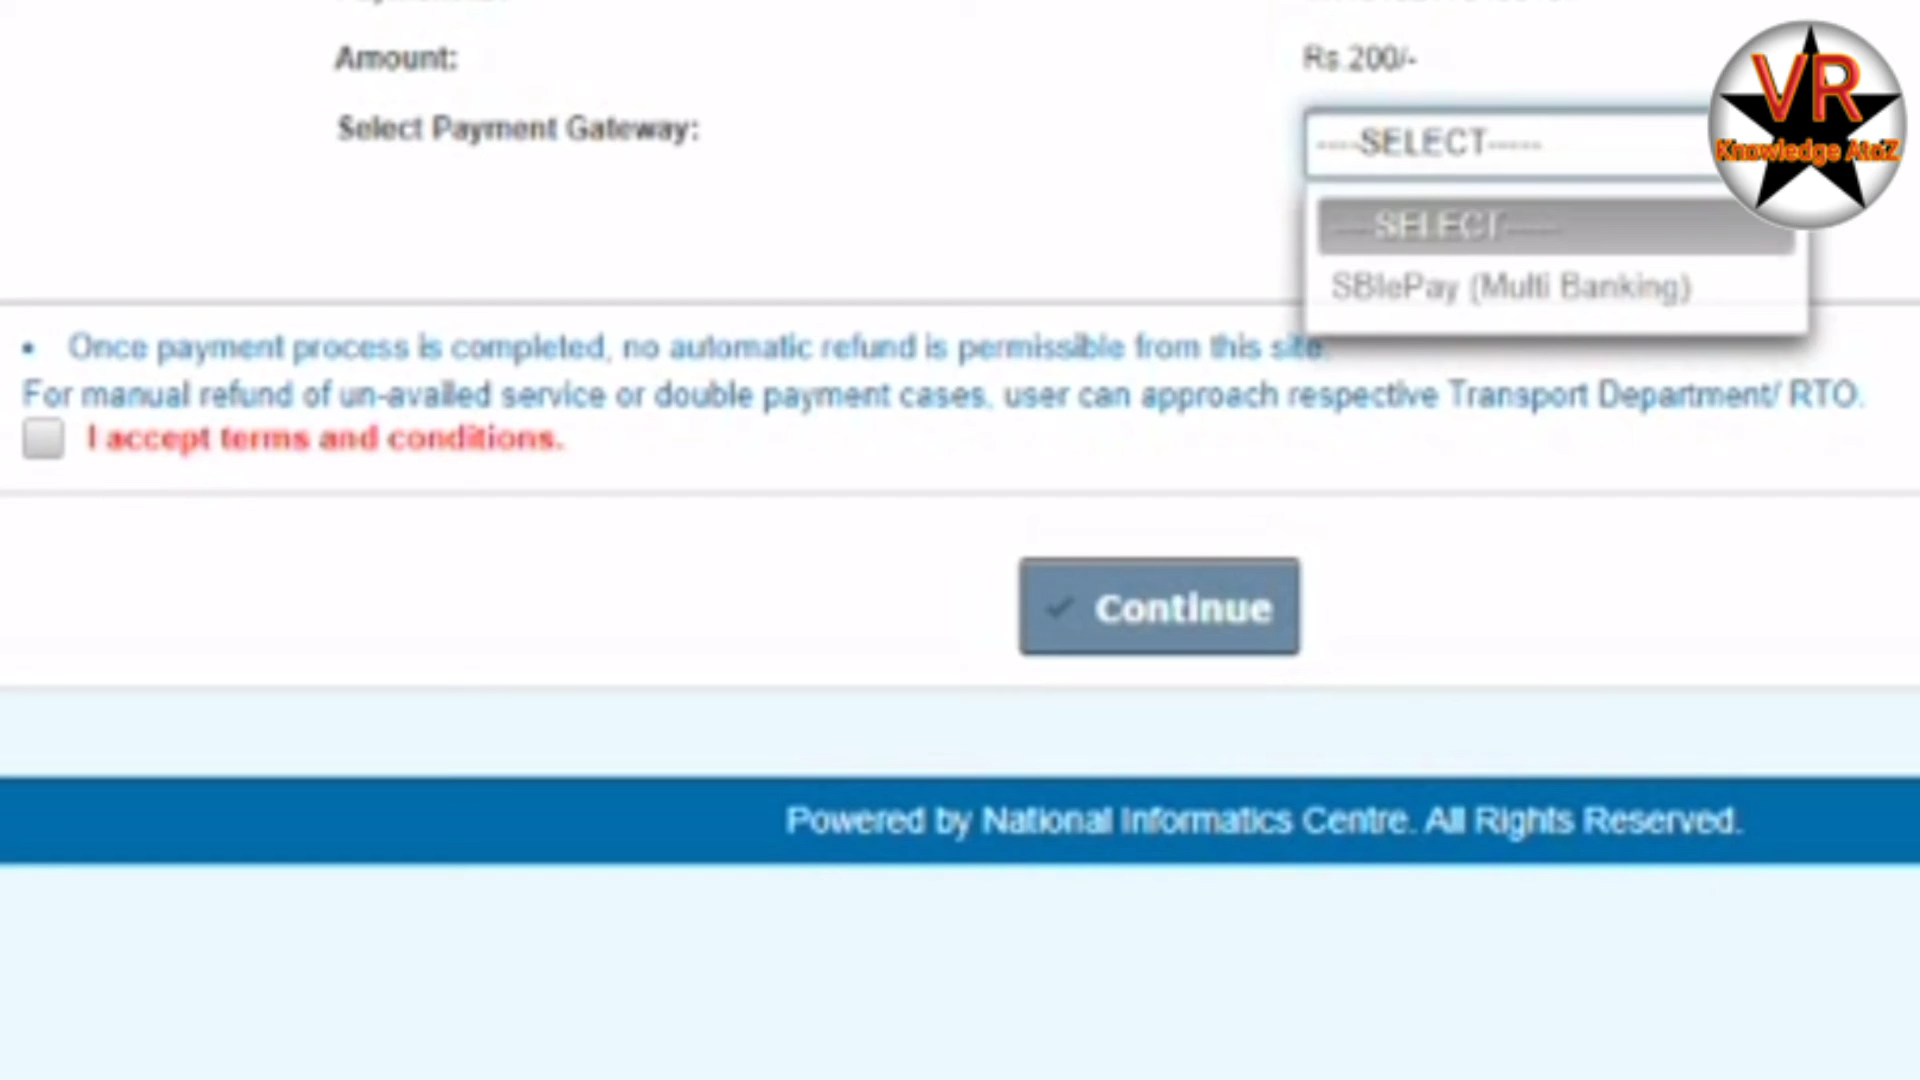 Amount:
Rs.200/-
Select Payment Gateway:
----SELECT-----
----SELECT-----
SBIePay (Multi Banking)
VR
Knowledge AtoZ
• Once payment process is completed, no automatic refund is permissible from this site.
For manual refund of un-availed service or double payment cases, user can approach respective Transport Department/ RTO.
I accept terms and conditions.
Continue
Powered by National Informatics Centre. All Rights Reserved.